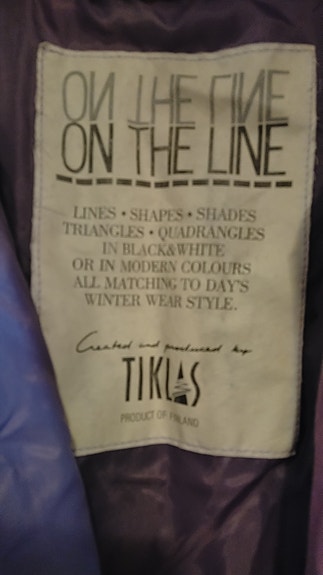 ON THE LINE
ON THE LINE
LINES • SHAPES • SHADES
TRIANGLES • QUADRANGLES
IN BLACK&WHITE
OR IN MODERN COLOURS
ALL MATCHING TO DAY'S
WINTER WEAR STYLE.
Created and produced by
TIKLAS
PRODUCT OF FINLAND